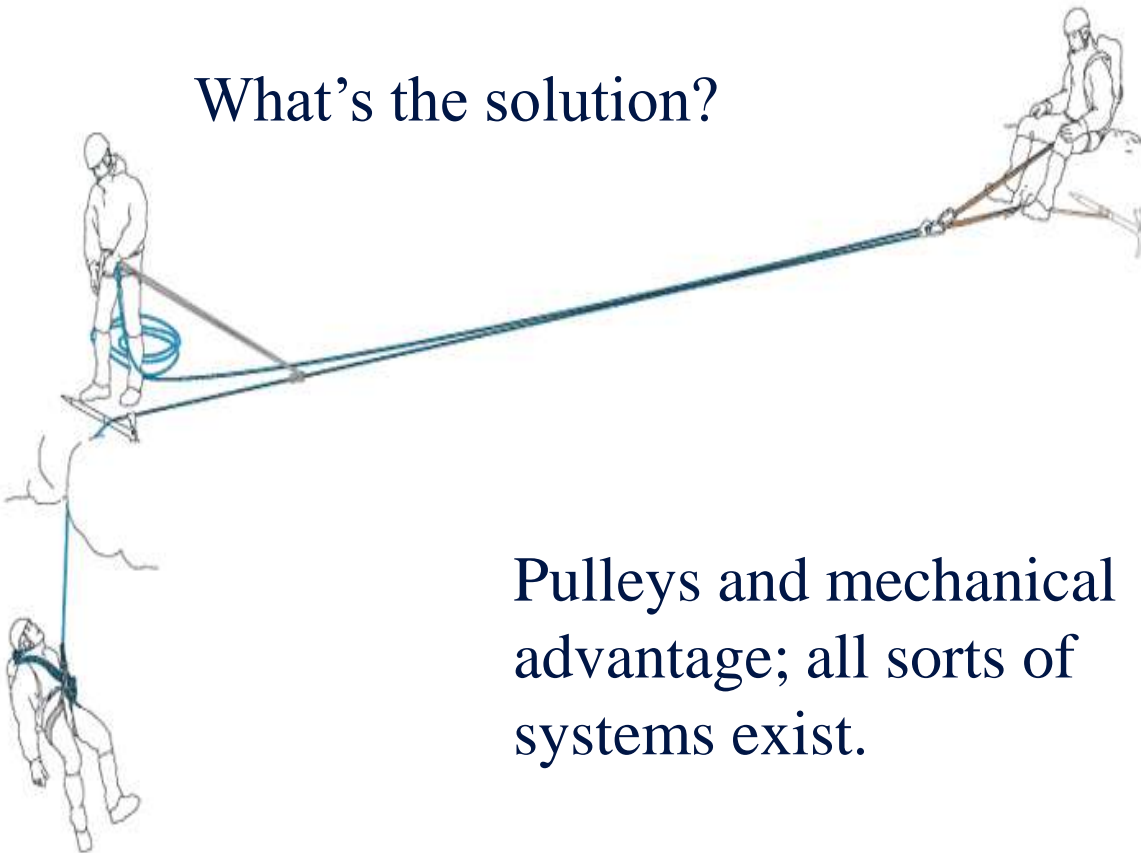 What’s the solution?
Pulleys and mechanical
advantage; all sorts of
systems exist.